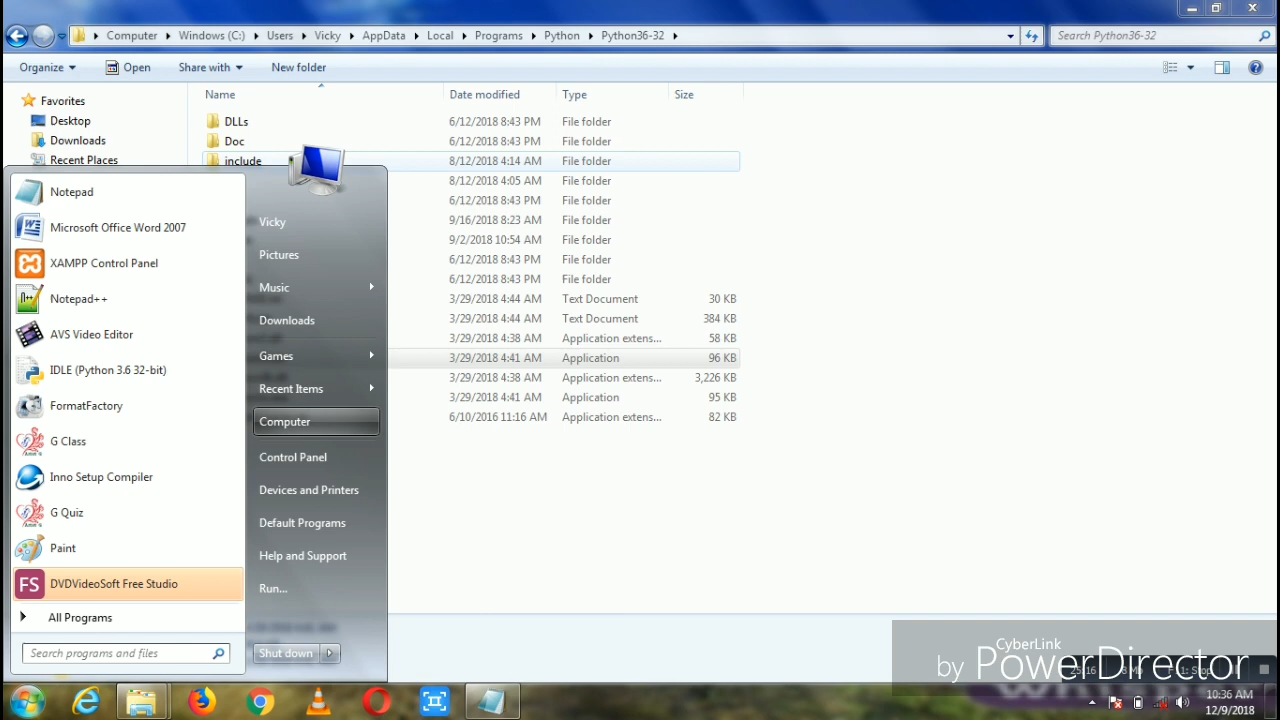 Computer Windows (C:) Users Vicky AppData Local Programs Python Python36-32 Search Python36-32
Organize Open Share with New folder
Name Date modified Type Size
Favorites
Desktop
Downloads
Recent Places
DLLs 6/12/2018 8:43 PM File folder
Doc 6/12/2018 8:43 PM File folder
include 8/12/2018 4:14 AM File folder
8/12/2018 4:05 AM File folder
6/12/2018 8:43 PM File folder
9/16/2018 8:23 AM File folder
9/2/2018 10:54 AM File folder
6/12/2018 8:43 PM File folder
6/12/2018 8:43 PM File folder
3/29/2018 4:44 AM Text Document 30 KB
3/29/2018 4:44 AM Text Document 384 KB
3/29/2018 4:38 AM Application extens... 58 KB
3/29/2018 4:41 AM Application 96 KB
3/29/2018 4:38 AM Application extens... 3,226 KB
3/29/2018 4:41 AM Application 95 KB
6/10/2016 11:16 AM Application extens... 82 KB
Notepad
Microsoft Office Word 2007
XAMPP Control Panel
Notepad++
AVS Video Editor
IDLE (Python 3.6 32-bit)
FormatFactory
G Class
Inno Setup Compiler
G Quiz
Paint
FS DVDVideoSoft Free Studio
All Programs
Search programs and files
Vicky
Pictures
Music
Downloads
Games
Recent Items
Computer
Control Panel
Devices and Printers
Default Programs
Help and Support
Run...
Shut down
CyberLink
by PowerDirector
10:36 AM
12/9/2018